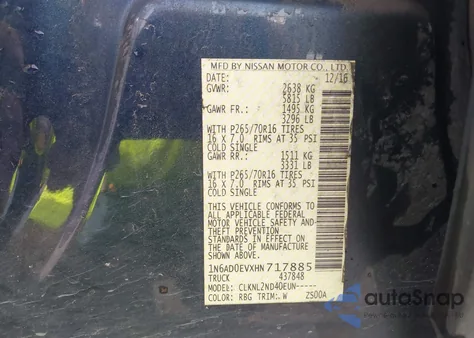 MFD BY NISSAN MOTOR CO., LTD.
DATE: 12/16
GVWR: 2638 KG
5815 LB
GAWR FR.: 1495 KG
3296 LB
WITH P265/70R16 TIRES
16 X 7.0 RIMS AT 35 PSI
COLD SINGLE
GAWR RR.: 1511 KG
3331 LB
WITH P265/70R16 TIRES
16 X 7.0 RIMS AT 35 PSI
COLD SINGLE
THIS VEHICLE CONFORMS TO
ALL APPLICABLE FEDERAL
MOTOR VEHICLE SAFETY AND-
THEFT PREVENTION
STANDARDS IN EFFECT ON
THE DATE OF MANUFACTURE
SHOWN ABOVE.
1N6AD0EVXHN717885
TRUCK 437848
MODEL: CLKNL2ND40EUN-----
COLOR: RBG TRIM: W ZS00A
autoSnap